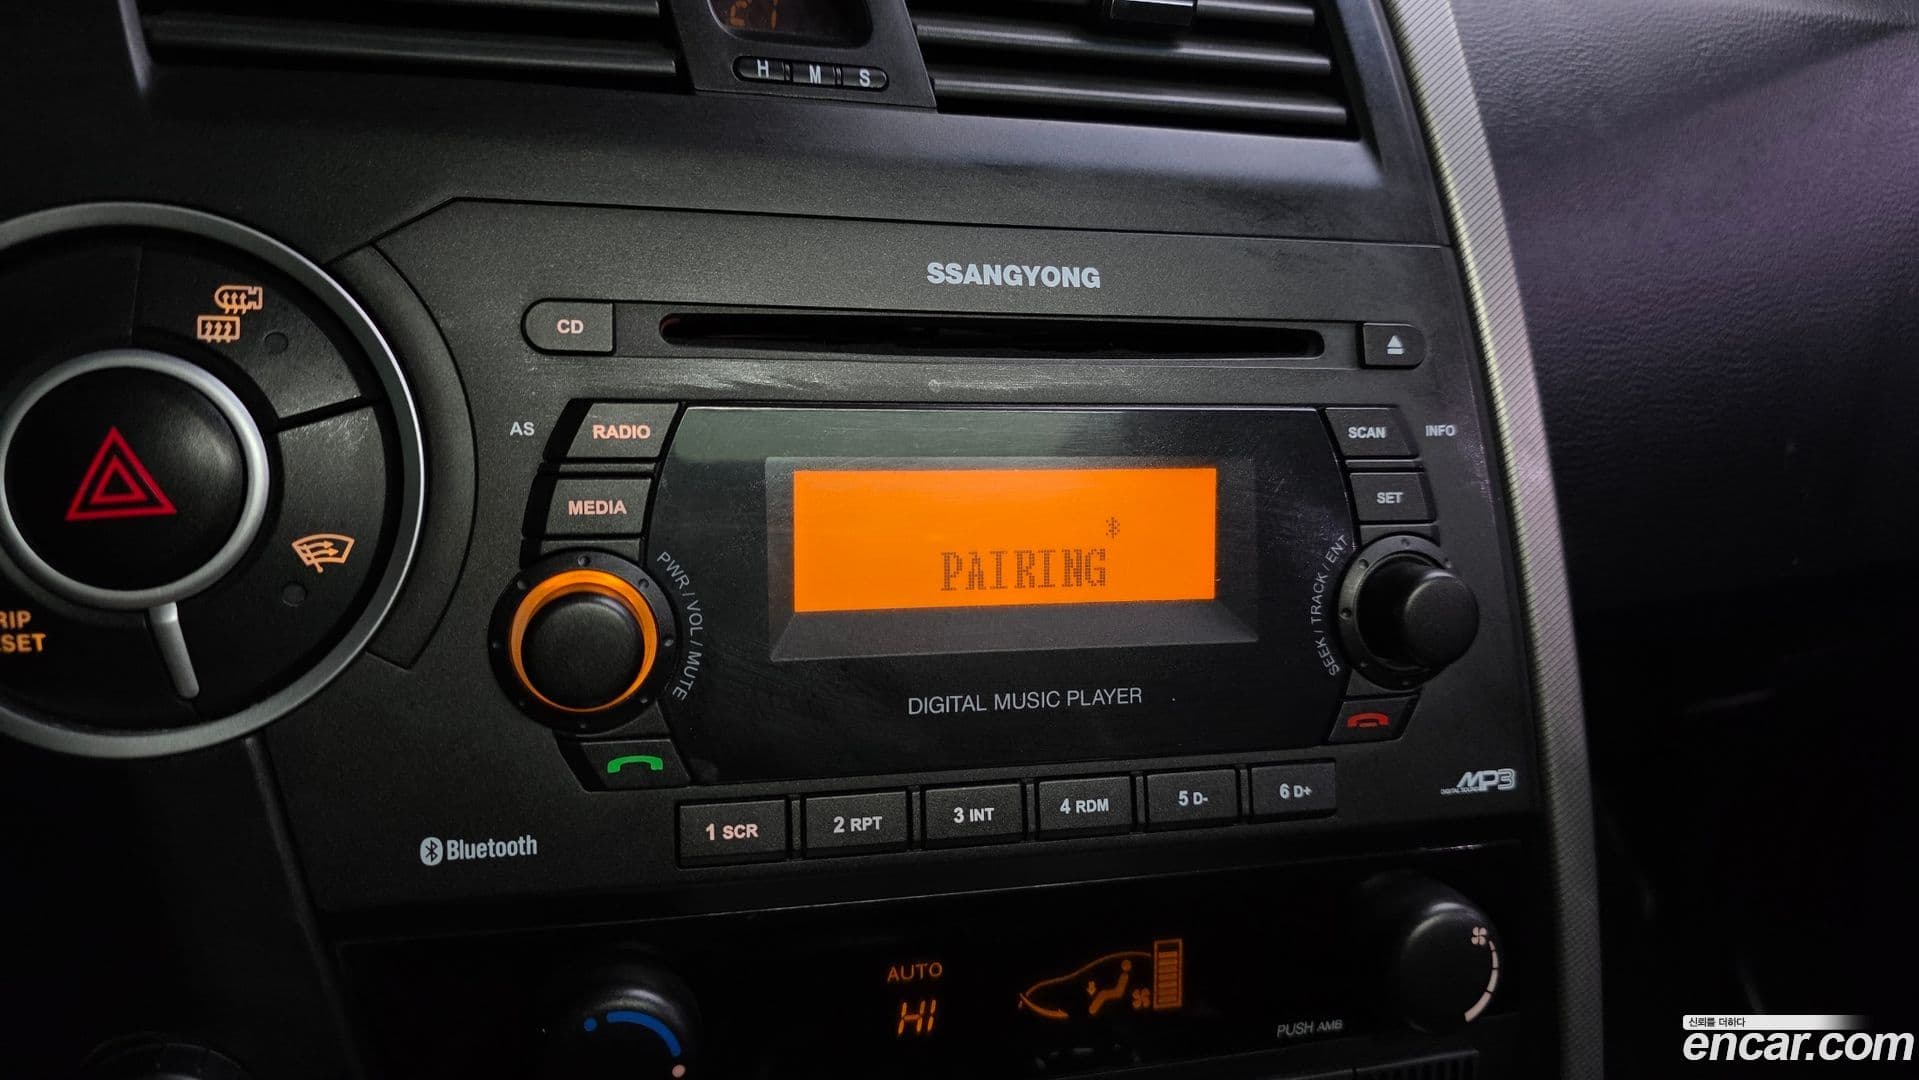 H M S
SSANGYONG
CD
AS
RADIO
SCAN
INFO
MEDIA
SET
PAIRING
PWR / VOL / MUTE
SEEK / TRACK / ENT
RIP
SET
DIGITAL MUSIC PLAYER
1 SCR
2 RPT
3 INT
4 RDM
5 D-
6 D+
MP3
Bluetooth
AUTO
HI
PUSH AMB
신뢰를 더하다
encar.com